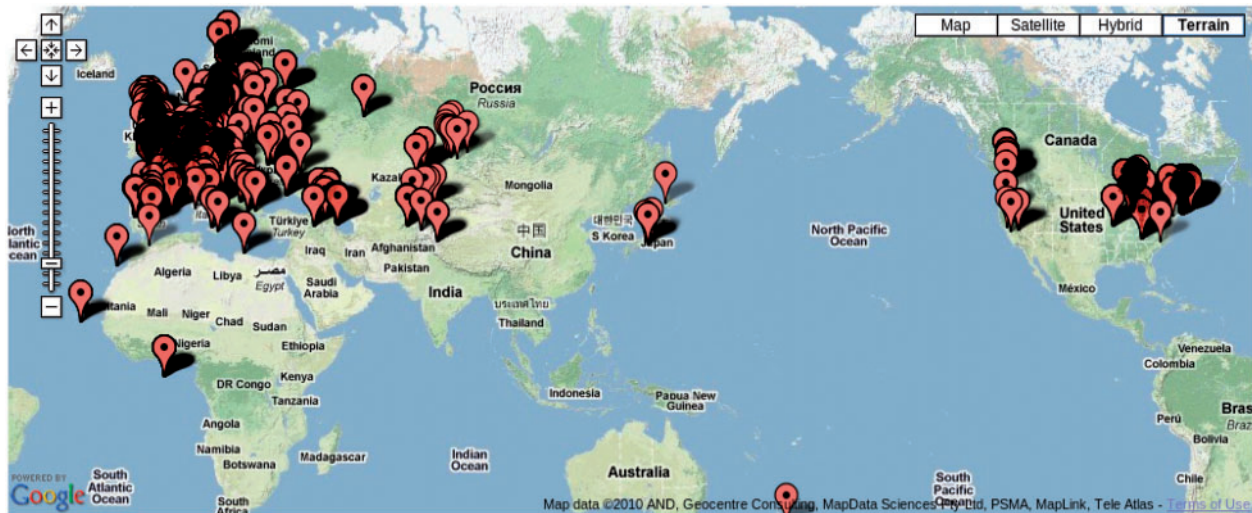 Map
Satellite
Hybrid
Terrain
Iceland
Россия
Russia
Canada
Mongolia
Türkiye
Turkey
대한민국
S Korea
Japan
中国
China
North Pacific
Ocean
United
States
Iraq
Iran
Afghanistan
Pakistan
Algeria
Libya
مصر
Egypt
Saudi
Arabia
India
ประเทศไทย
Thailand
México
Mali
Niger
Chad
Sudan
Nigeria
Ethiopia
Venezuela
Colombia
DR Congo
Kenya
Tanzania
Indonesia
Papua New
Guinea
Perú
Bolivia
Angola
Namibia
Botswana
Madagascar
Indian
Ocean
Australia
Chile
South
Atlantic
Ocean
South
Africa
South
Pacific
Ocean
POWERED BY
Google
Map data ©2010 AND, Geocentre Consulting, MapData Sciences Pty Ltd, PSMA, MapLink, Tele Atlas - Terms of Use